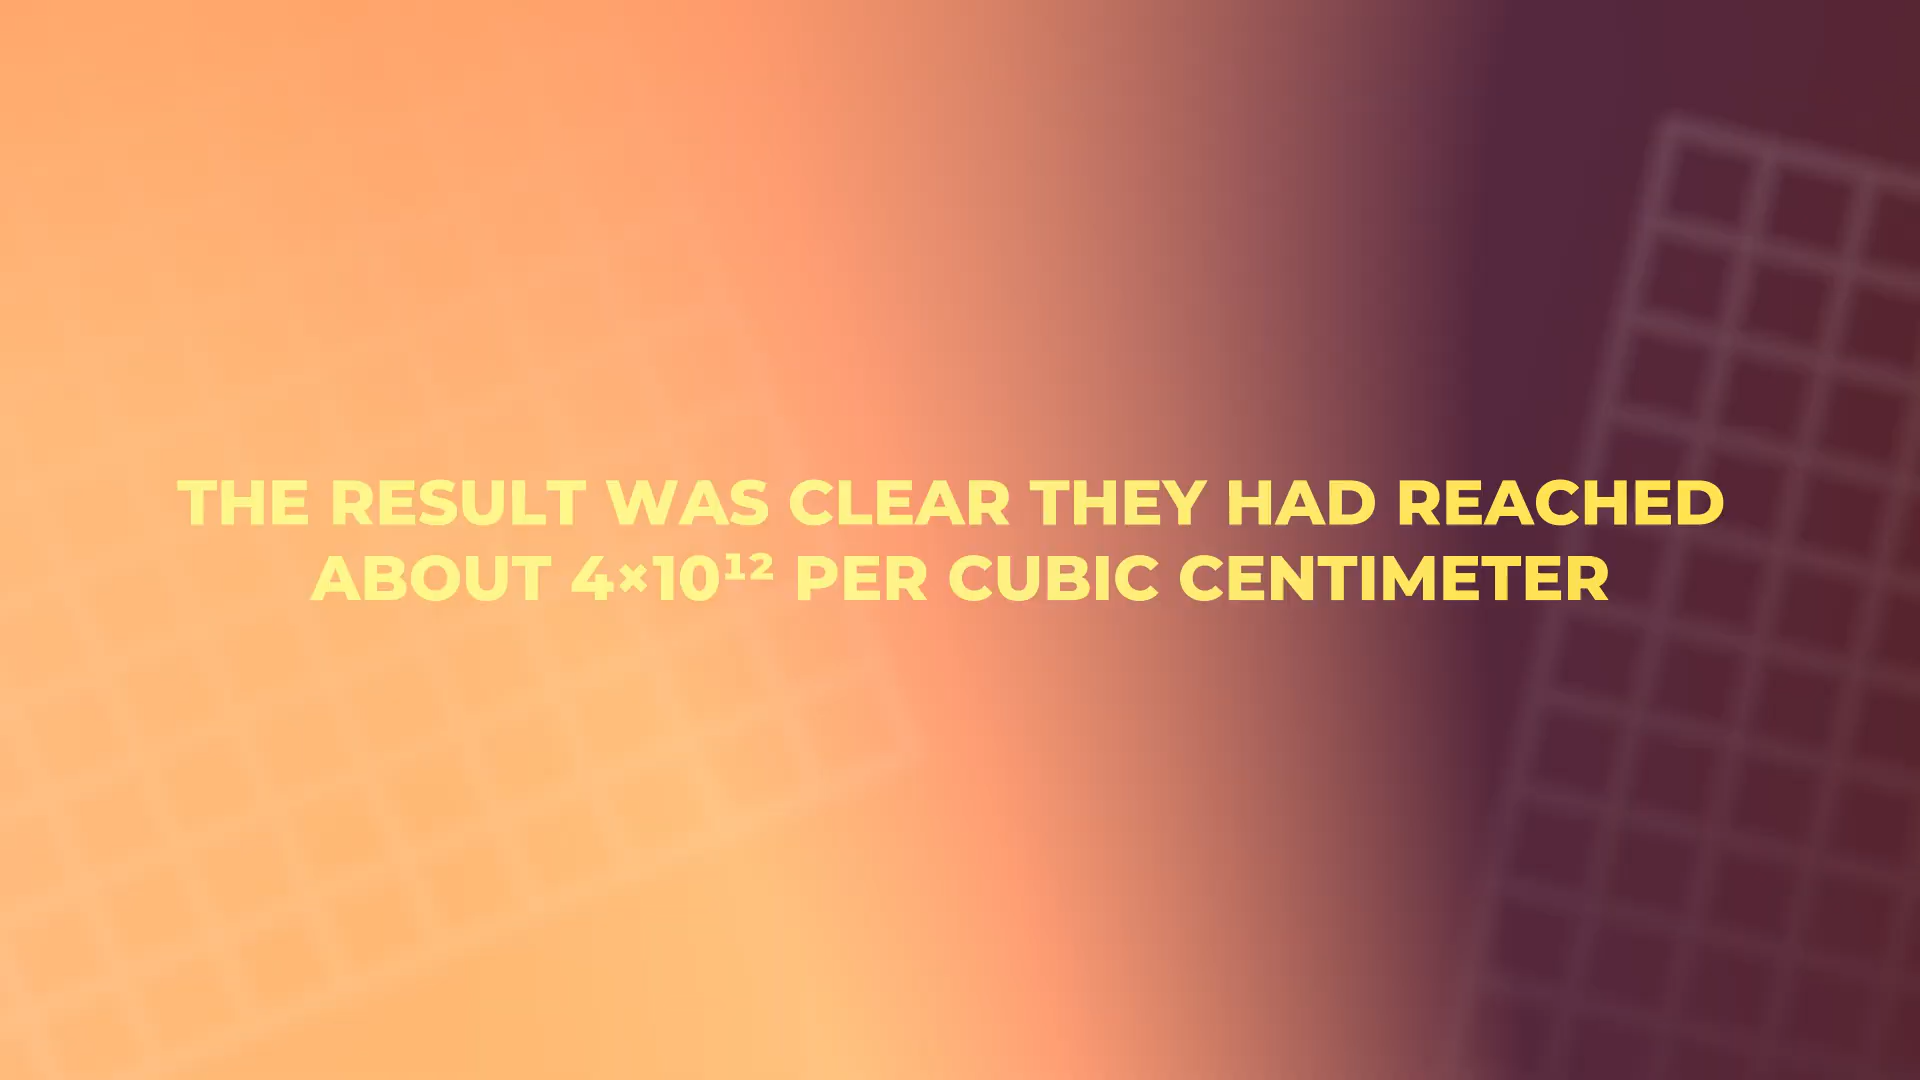 THE RESULT WAS CLEAR THEY HAD REACHED
ABOUT 4×10¹² PER CUBIC CENTIMETER